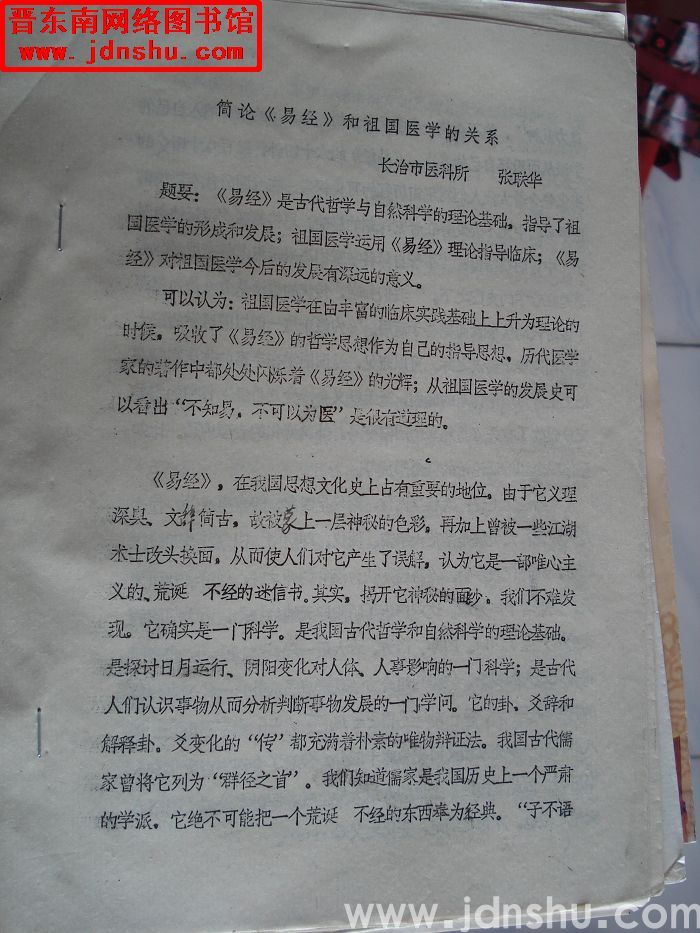 晋东南网络图书馆
www.jdnshu.com
简论《易经》和祖国医学的关系
长治市医科所 张联华
题要：《易经》是古代哲学与自然科学的理论基础，指导了祖
国医学的形成和发展；祖国医学运用《易经》理论指导临床；《易
经》对祖国医学今后的发展有深远的意义。
可以认为：祖国医学在由丰富的临床实践基础上上升为理论的
时候，吸收了《易经》的哲学思想作为自己的指导思想，历代医学
家的著作中都处处闪烁着《易经》的光辉；从祖国医学的发展史可
以看出“不知易，不可以为医”是很有道理的。
《易经》，在我国思想文化史上占有重要的地位。由于它义理
深奥、文辞简古，故被蒙上一层神秘的色彩，再加上曾被一些江湖
术士改头换面，从而使人们对它产生了误解，认为它是一部唯心主
义的、荒诞 不经的迷信书。其实，揭开它神秘的面纱，我们不难发
现。它确实是一门科学。是我国古代哲学和自然科学的理论基础。
是探讨日月运行、阴阳变化对人体、人事影响的一门科学；是古代
人们认识事物从而分析判断事物发展的一门学问。它的卦、爻辞和
解释卦。爻变化的“传”都充满着朴素的唯物辩证法。我国古代儒
家曾将它列为“群径之首”。我们知道儒家是我国历史上一个严肃
的学派。它绝不可能把一个荒诞 不经的东西奉为经典。“子不语
www.jdnshu.com